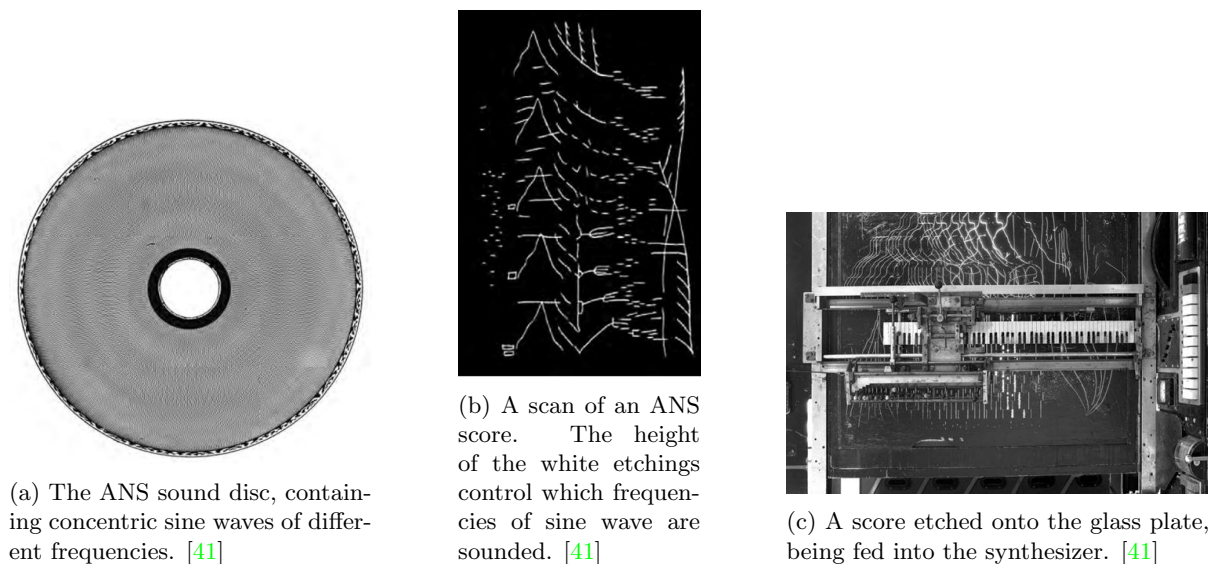 (a) The ANS sound disc, contain-
ing concentric sine waves of differ-
ent frequencies. [41]
(b) A scan of an ANS
score. The height
of the white etchings
control which frequen-
cies of sine wave are
sounded. [41]
(c) A score etched onto the glass plate,
being fed into the synthesizer. [41]